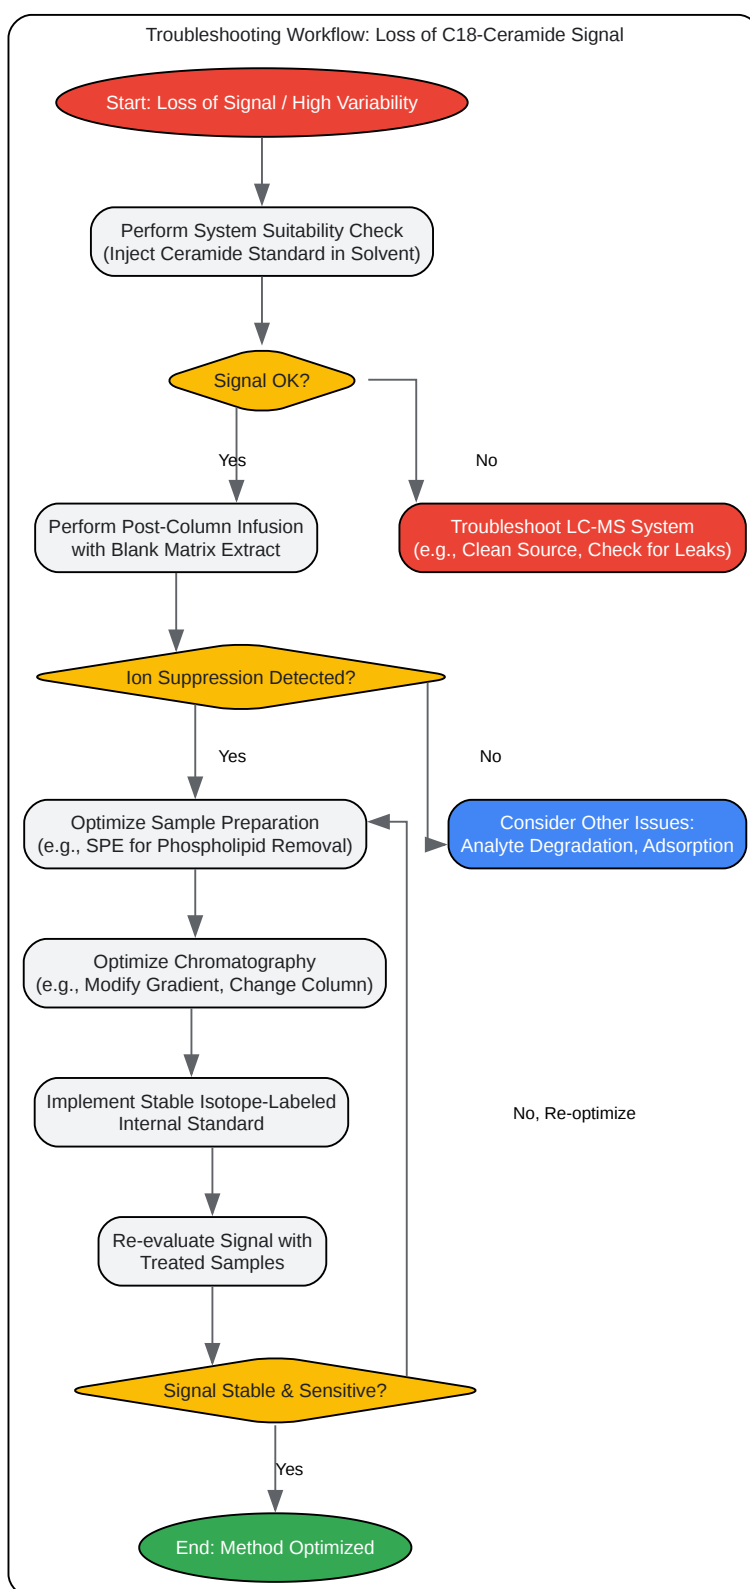 Troubleshooting Workflow: Loss of C18-Ceramide Signal
Start: Loss of Signal / High Variability
Perform System Suitability Check
(Inject Ceramide Standard in Solvent)
Signal OK?
Yes
No
Perform Post-Column Infusion
with Blank Matrix Extract
Troubleshoot LC-MS System
(e.g., Clean Source, Check for Leaks)
Ion Suppression Detected?
Yes
No
Optimize Sample Preparation
(e.g., SPE for Phospholipid Removal)
Consider Other Issues:
Analyte Degradation, Adsorption
Optimize Chromatography
(e.g., Modify Gradient, Change Column)
Implement Stable Isotope-Labeled
Internal Standard
No, Re-optimize
Re-evaluate Signal with
Treated Samples
Signal Stable & Sensitive?
Yes
End: Method Optimized